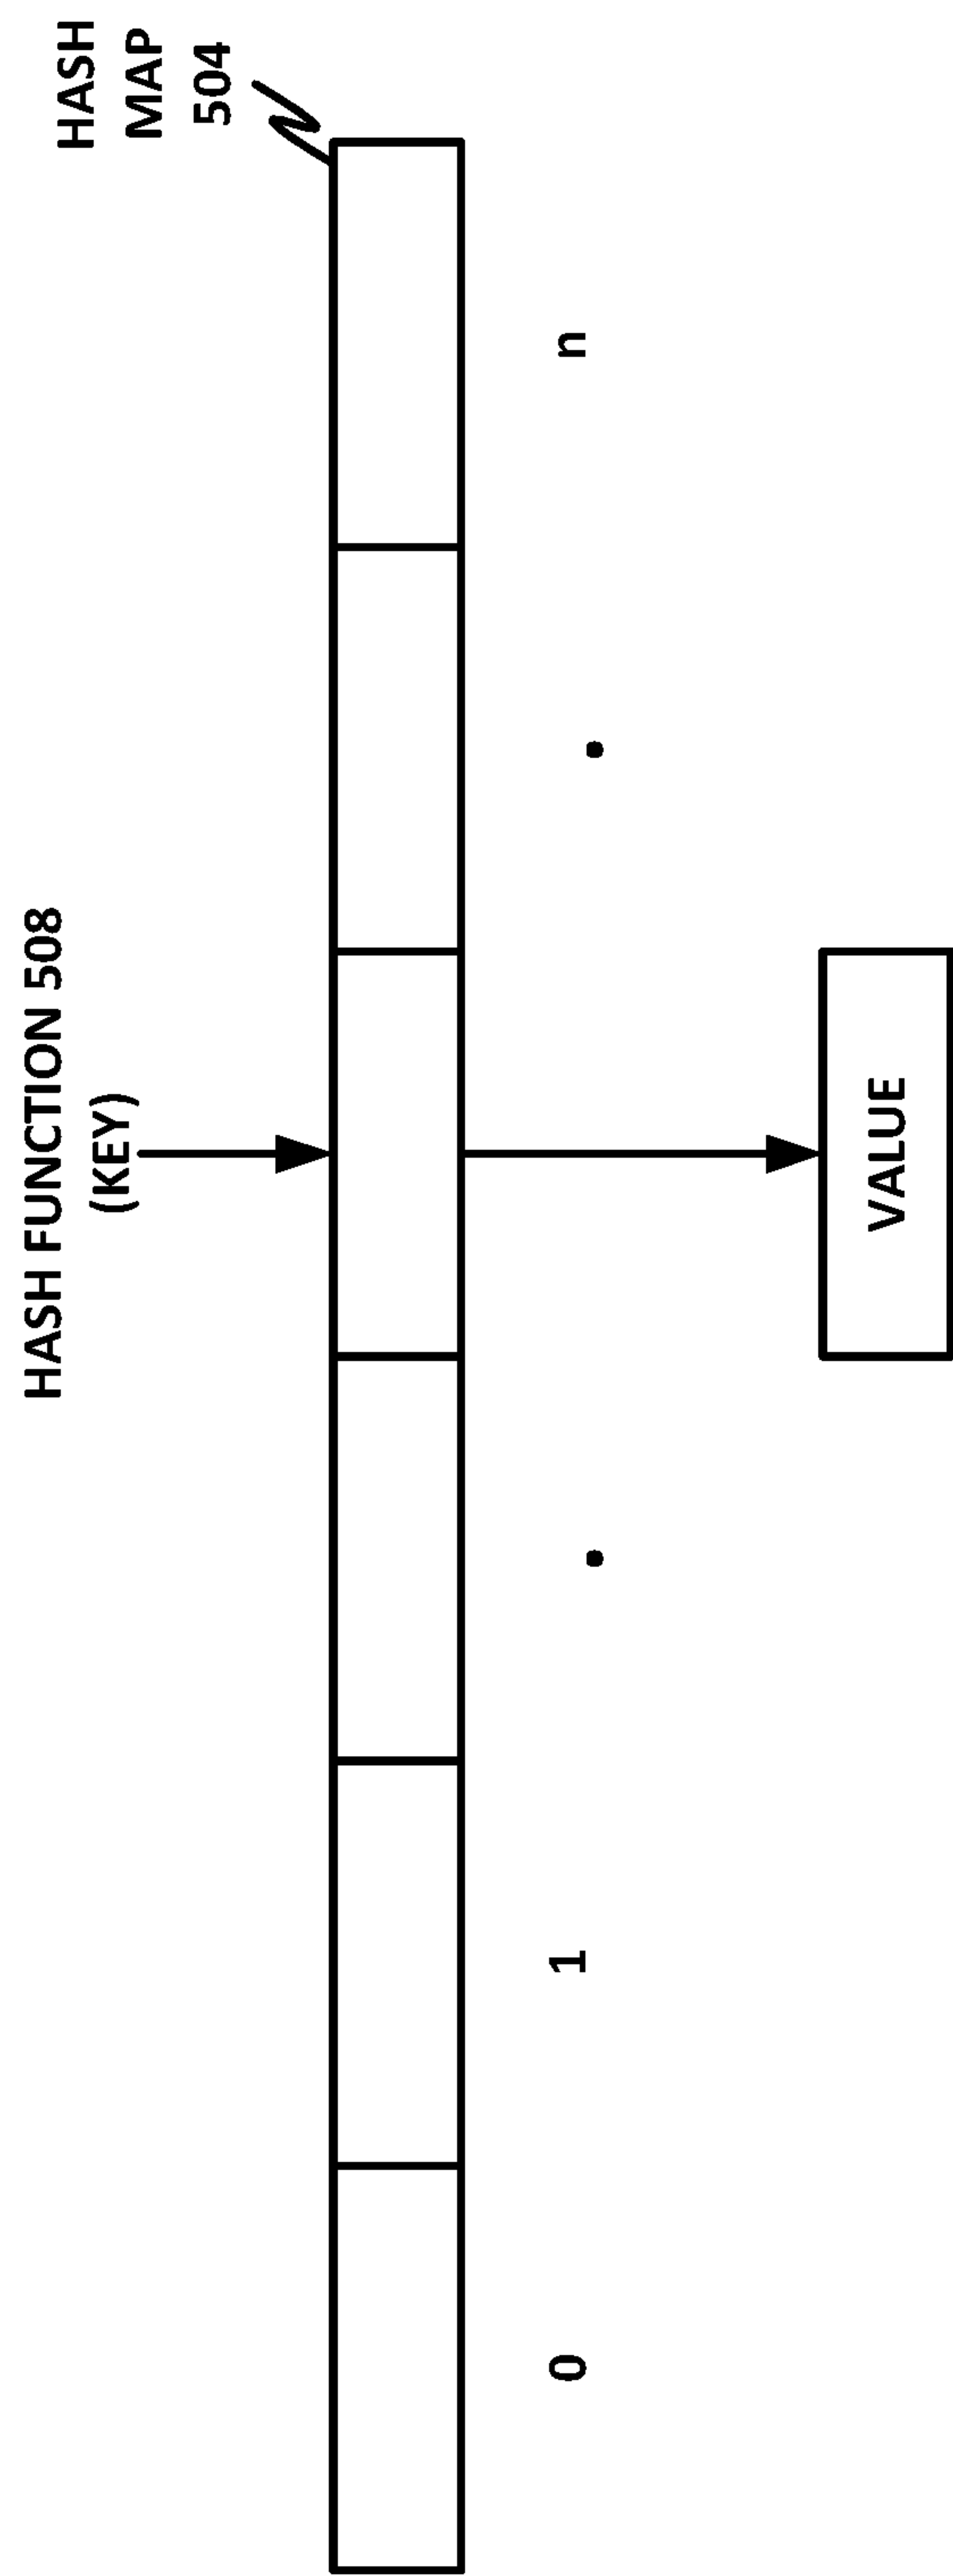 HASH FUNCTION 508
(KEY)
HASH
MAP
504
0
1
n
VALUE